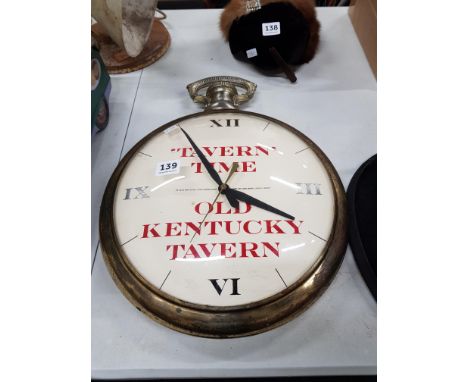 138
XII
139
"TAVERN"
TIME
IX
III
OLD
KENTUCKY
TAVERN
VI